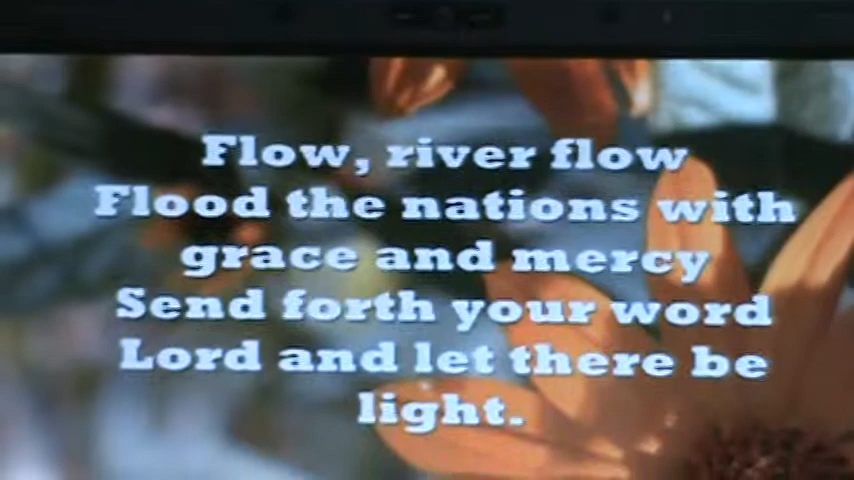 Flow, river flow
Flood the nations with
grace and mercy
Send forth your word
Lord and let there be
light.